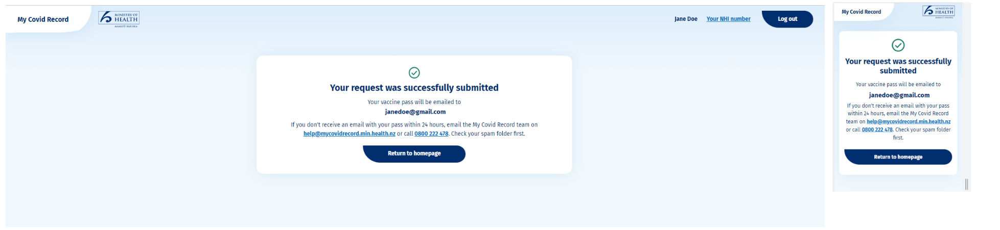 My Covid Record
MINISTRY OF
HEALTH
MANATŪ HAUORA
Jane Doe Your NHI number Log out
Your request was successfully submitted
Your vaccine pass will be emailed to
janedoe@gmail.com
If you don't receive an email with your pass within 24 hours, email the My Covid Record team on
help@mycovidrecord.min.health.nz or call 0800 222 478. Check your spam folder first.
Return to homepage
My Covid Record
MINISTRY OF
HEALTH
MANATŪ HAUORA
Your request was successfully
submitted
Your vaccine pass will be emailed to
janedoe@gmail.com
If you don't receive an email with your pass
within 24 hours, email the My Covid Record
team on help@mycovidrecord.min.health.nz
or call 0800 222 478. Check your spam folder
first.
Return to homepage